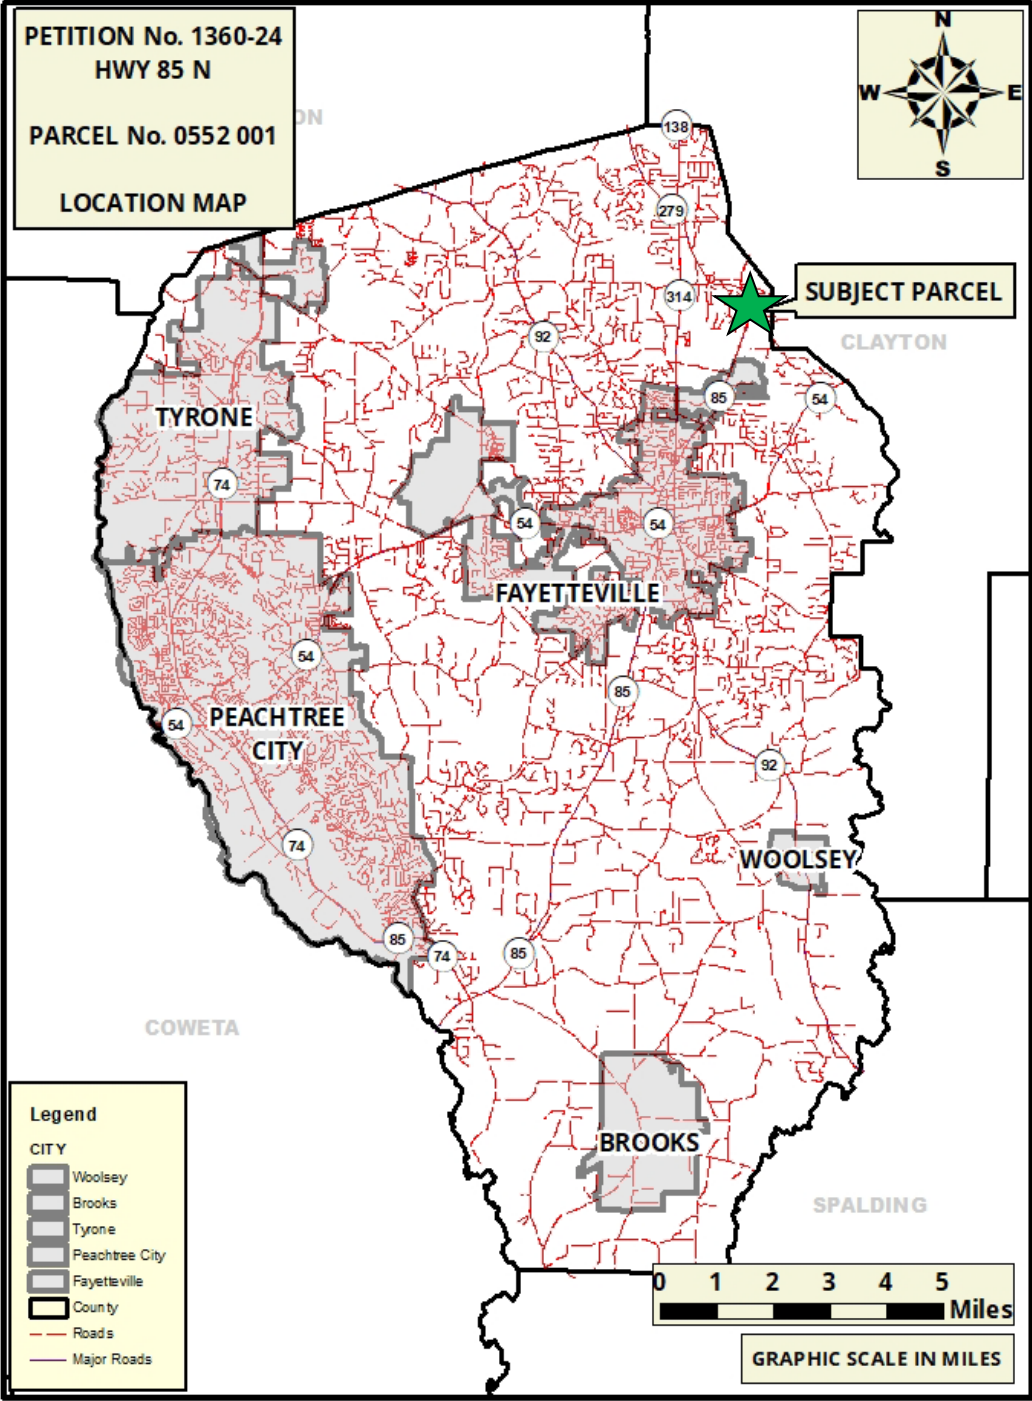 PETITION No. 1360-24
HWY 85 N
PARCEL No. 0552 001
LOCATION MAP
ON
N
W
E
S
138
279
314
SUBJECT PARCEL
92
CLAYTON
85
54
TYRONE
74
54
54
FAYETTEVILLE
54
85
54
PEACHTREE
CITY
92
74
WOOLSEY
85
74
85
COWETA
BROOKS
SPALDING
Legend
CITY
Woolsey
Brooks
Tyrone
Peachtree City
Fayetteville
County
Roads
Major Roads
0 1 2 3 4 5
Miles
GRAPHIC SCALE IN MILES